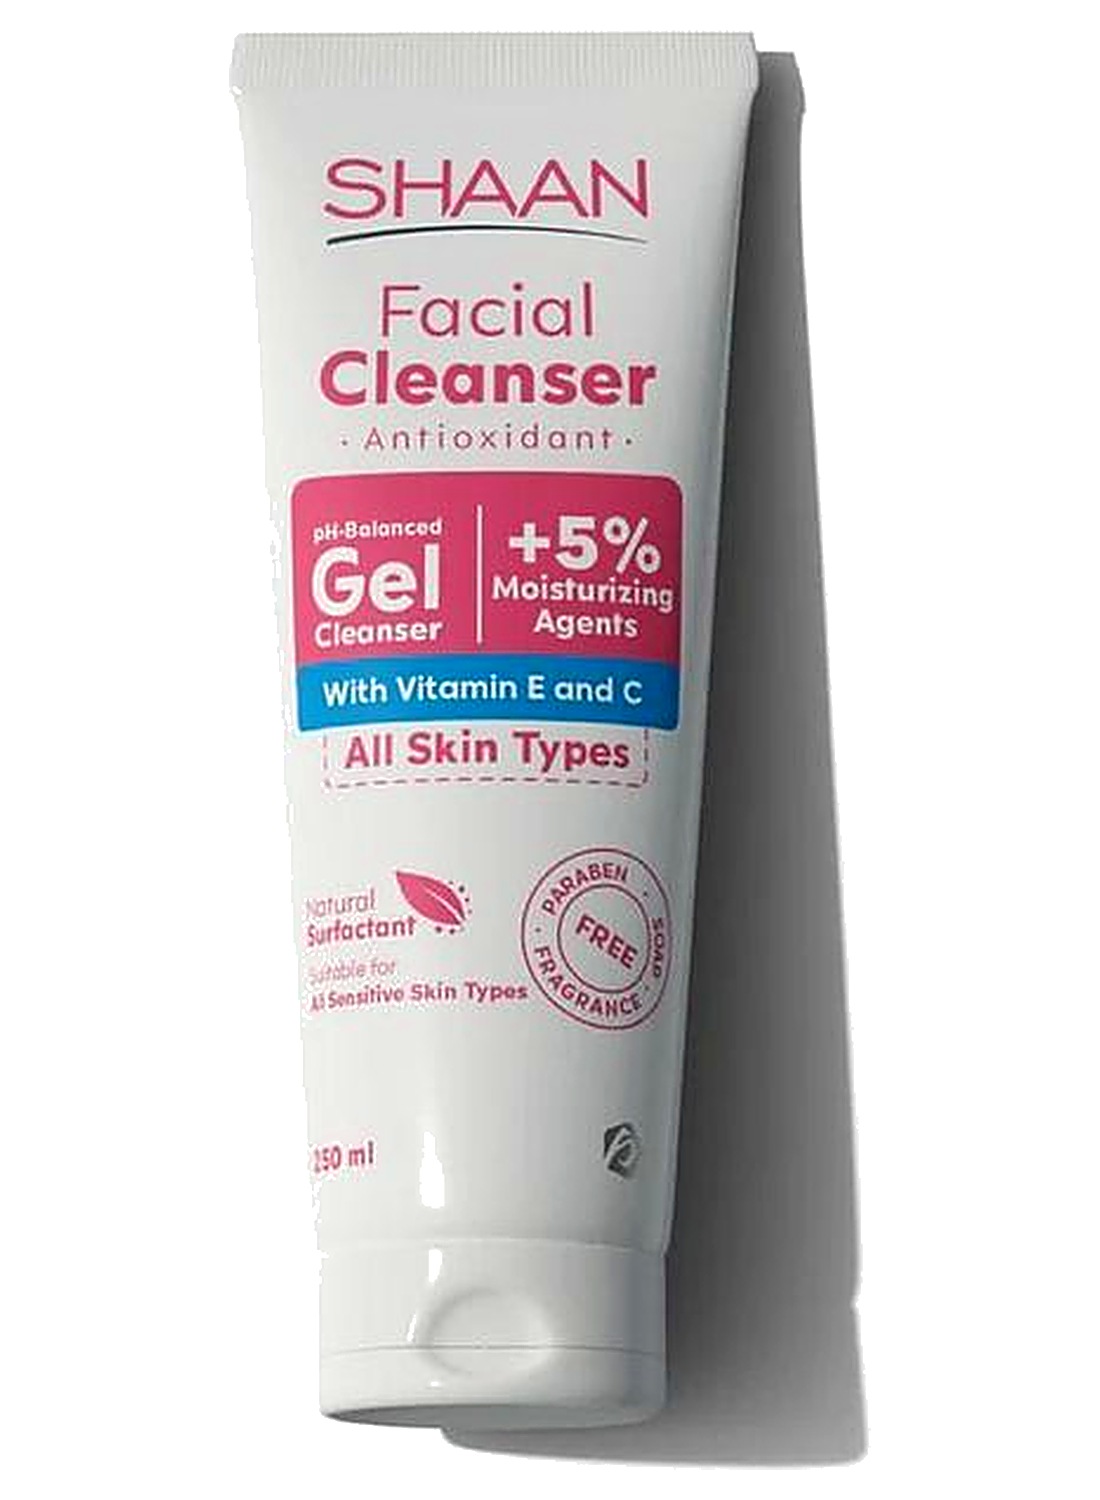 SHAAN
Facial
Cleanser
· Antioxidant ·
pH-Balanced
Gel
Cleanser
+5%
Moisturizing
Agents
With Vitamin E and C
All Skin Types
Natural
Surfactant
Suitable for
All Sensitive Skin Types
PARABEN · SOAP · FRAGRANCE ·
FREE
250 ml